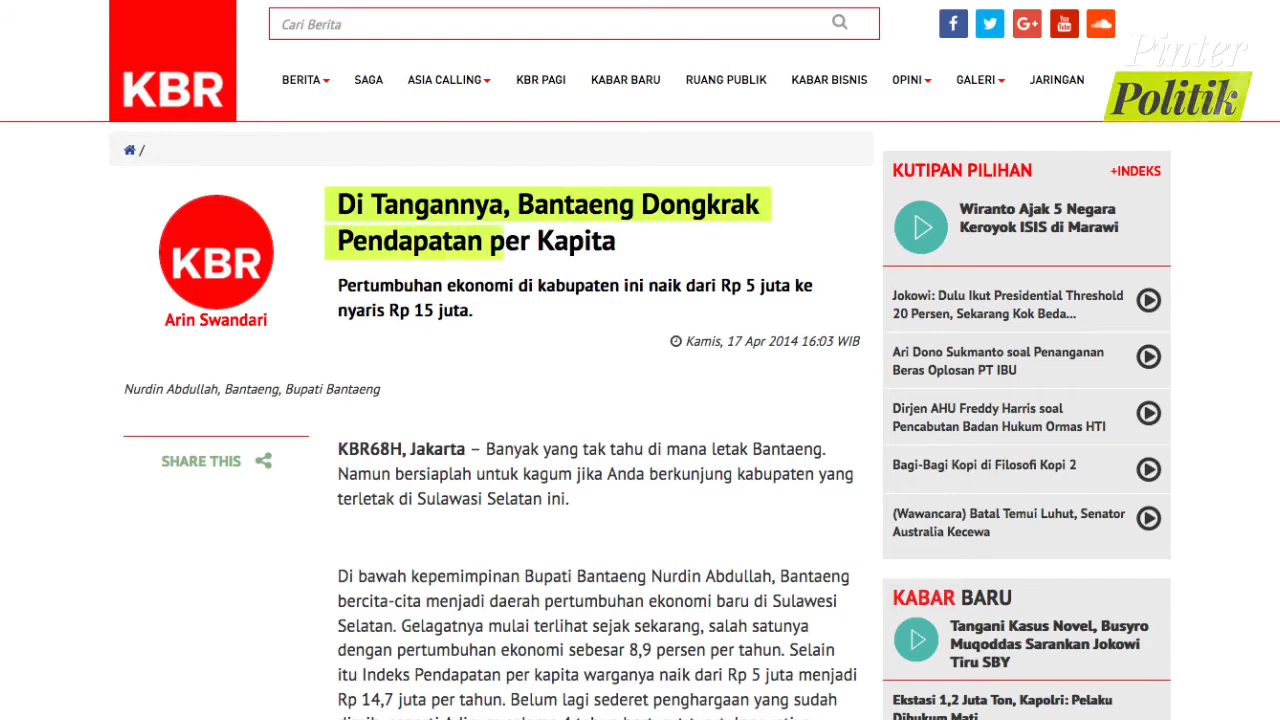 Cari Berita
Pinter
Politik
KBR
BERITA SAGA ASIA CALLING KBR PAGI KABAR BARU RUANG PUBLIK KABAR BISNIS OPINI GALERI JARINGAN
/
KBR
Arin Swandari
Di Tangannya, Bantaeng Dongkrak
Pendapatan per Kapita
Pertumbuhan ekonomi di kabupaten ini naik dari Rp 5 juta ke
nyaris Rp 15 juta.
Kamis, 17 Apr 2014 16:03 WIB
Nurdin Abdullah, Bantaeng, Bupati Bantaeng
SHARE THIS
KBR68H, Jakarta – Banyak yang tak tahu di mana letak Bantaeng.
Namun bersiaplah untuk kagum jika Anda berkunjung kabupaten yang
terletak di Sulawasi Selatan ini.
Di bawah kepemimpinan Bupati Bantaeng Nurdin Abdullah, Bantaeng
bercita-cita menjadi daerah pertumbuhan ekonomi baru di Sulawesi
Selatan. Gelagatnya mulai terlihat sejak sekarang, salah satunya
dengan pertumbuhan ekonomi sebesar 8,9 persen per tahun. Selain
itu Indeks Pendapatan per kapita warganya naik dari Rp 5 juta menjadi
Rp 14,7 juta per tahun. Belum lagi sederet penghargaan yang sudah
KUTIPAN PILIHAN
+INDEKS
Wiranto Ajak 5 Negara
Keroyok ISIS di Marawi
Jokowi: Dulu Ikut Presidential Threshold
20 Persen, Sekarang Kok Beda...
Ari Dono Sukmanto soal Penanganan
Beras Oplosan PT IBU
Dirjen AHU Freddy Harris soal
Pencabutan Badan Hukum Ormas HTI
Bagi-Bagi Kopi di Filosofi Kopi 2
(Wawancara) Batal Temui Luhut, Senator
Australia Kecewa
KABAR BARU
Tangani Kasus Novel, Busyro
Muqoddas Sarankan Jokowi
Tiru SBY
Ekstasi 1,2 Juta Ton, Kapolri: Pelaku
Dihukum Mati